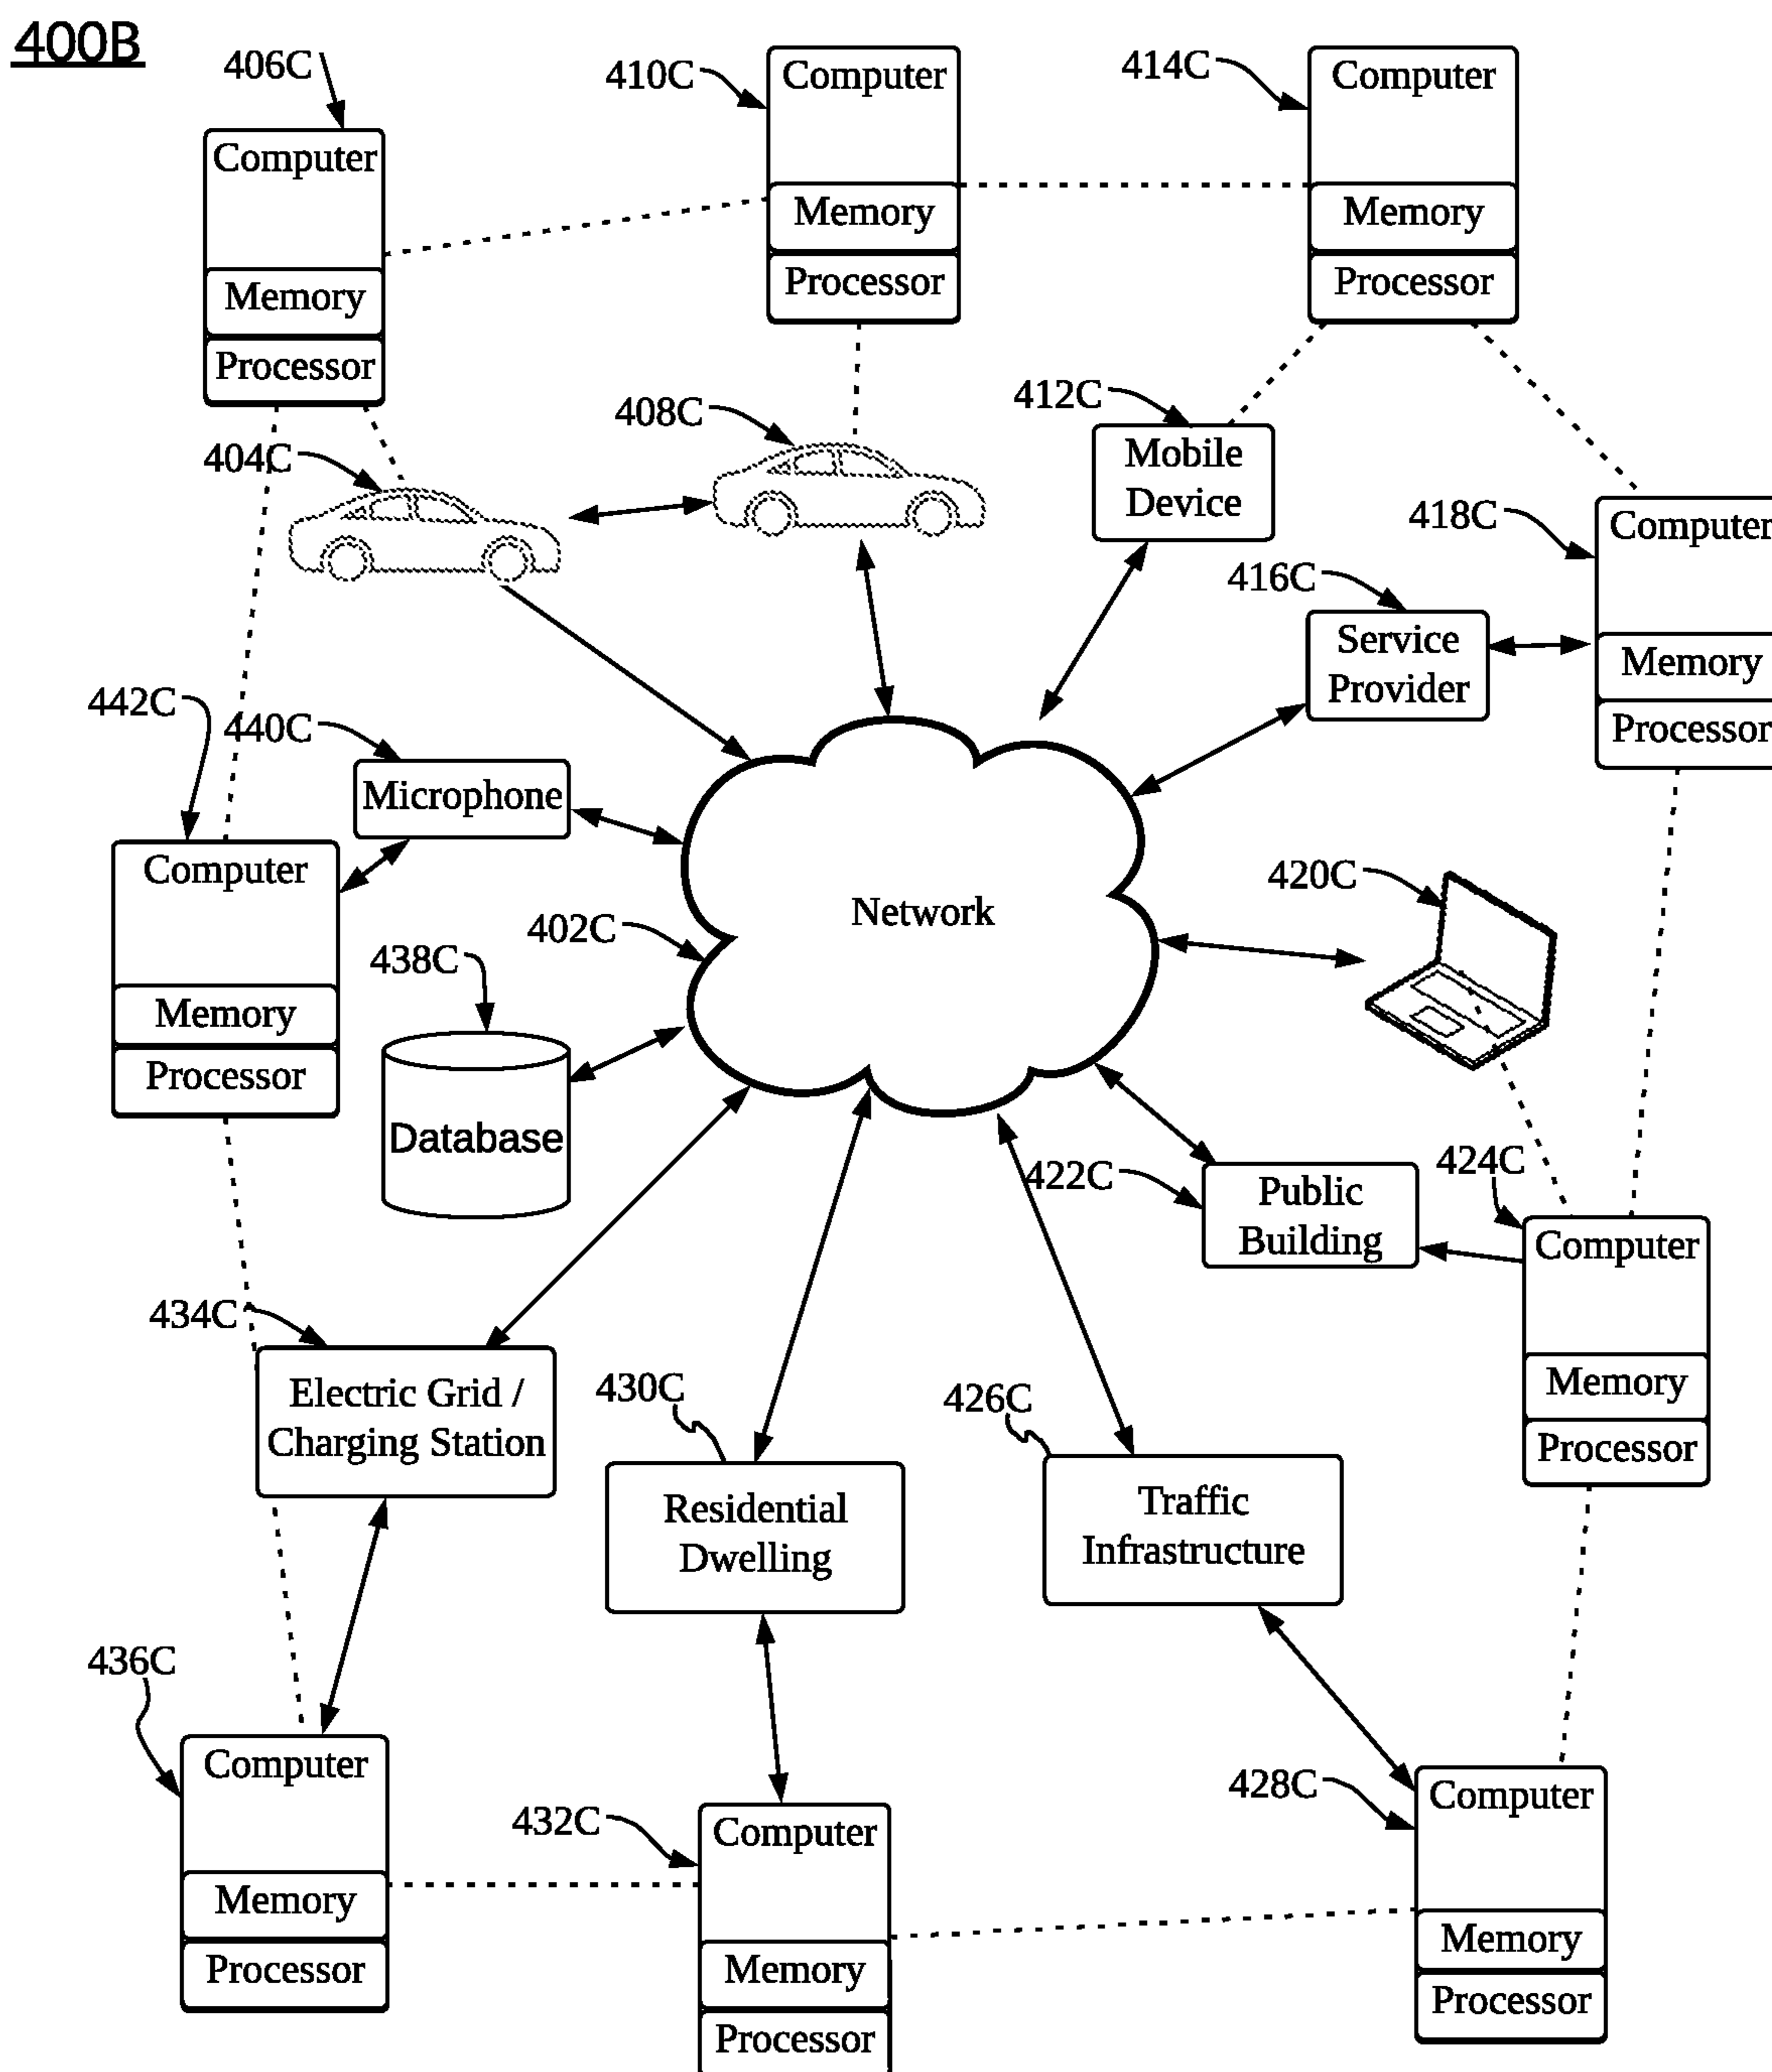 400B
406C
410C
414C
Computer
Memory
Processor
Computer
Memory
Processor
Computer
Memory
Processor
404C
408C
412C
Mobile
Device
418C
Computer
Memory
Processor
416C
Service
Provider
442C
440C
Microphone
Computer
Memory
Processor
402C
Network
420C
438C
Database
422C
Public
Building
424C
Computer
Memory
Processor
434C
Electric Grid /
Charging Station
430C
Residential
Dwelling
426C
Traffic
Infrastructure
436C
Computer
Memory
Processor
432C
Computer
Memory
Processor
428C
Computer
Memory
Processor